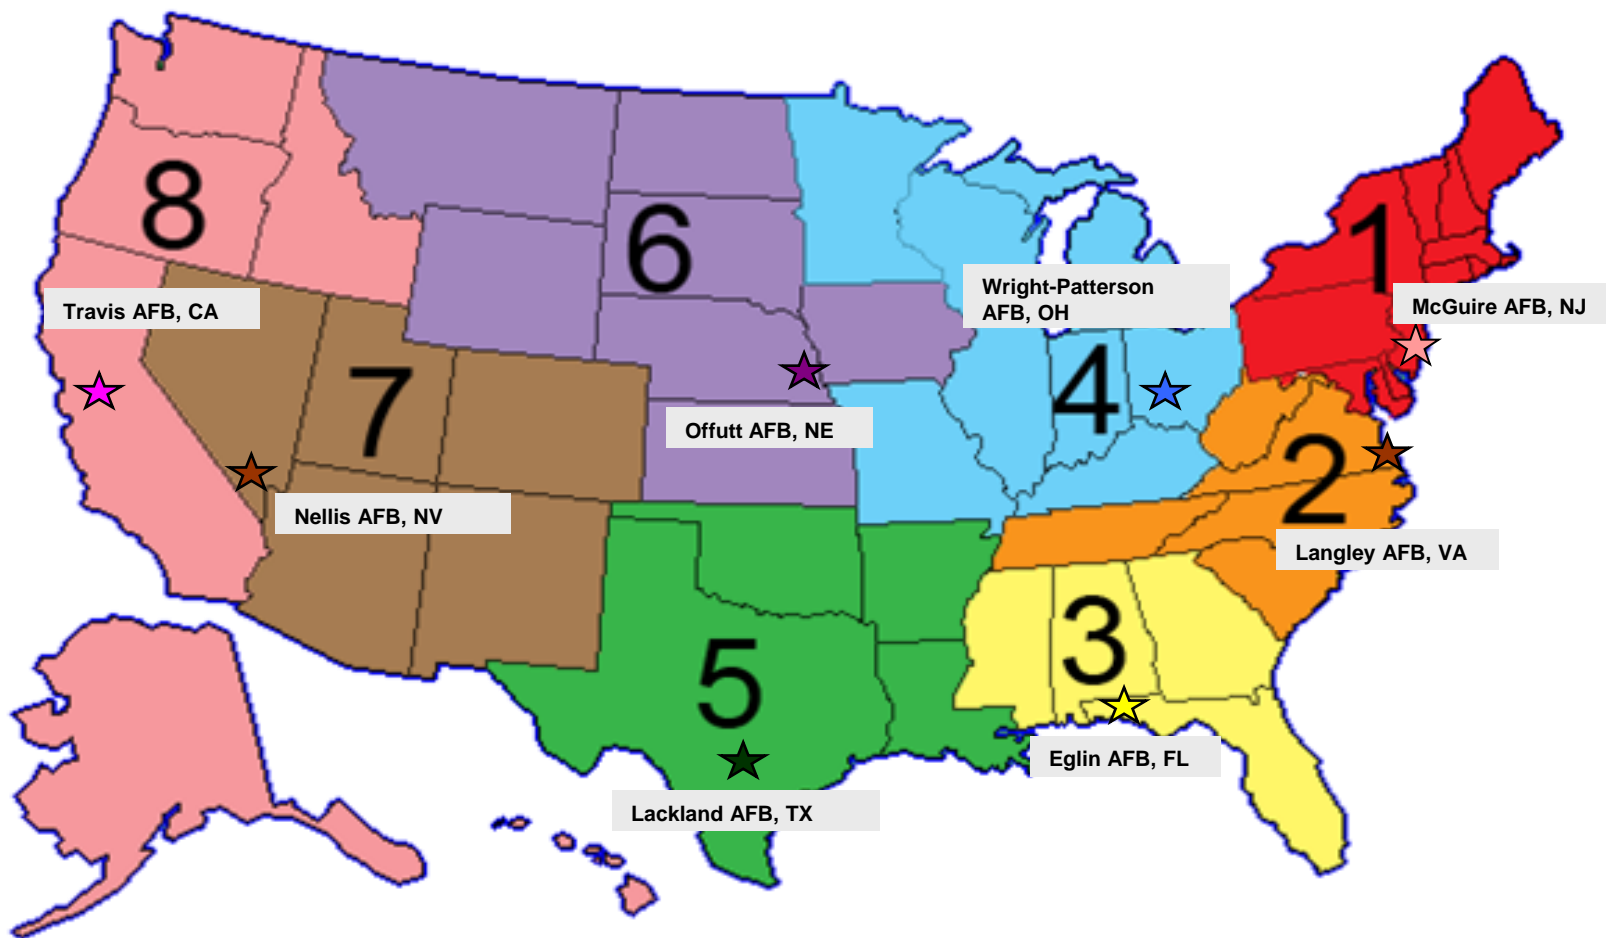 8
6
1
Wright-Patterson
AFB, OH
Travis AFB, CA
McGuire AFB, NJ
7
4
Offutt AFB, NE
2
Nellis AFB, NV
Langley AFB, VA
3
5
Eglin AFB, FL
Lackland AFB, TX